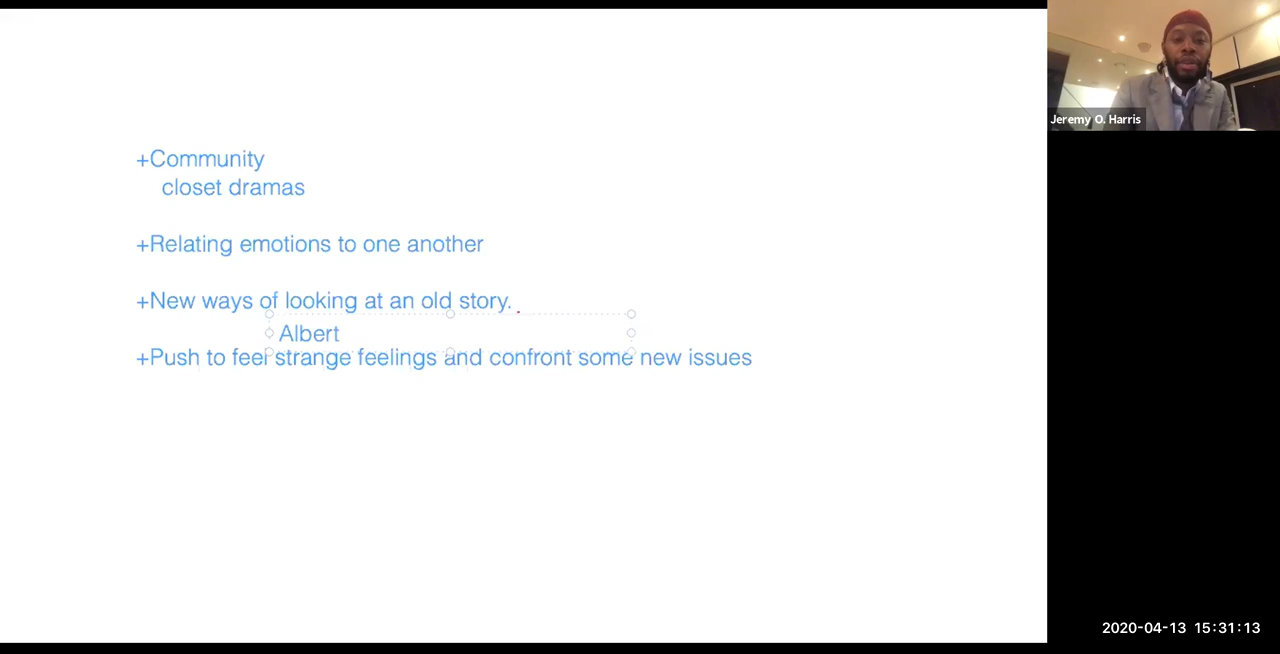 +Community
closet dramas
+Relating emotions to one another
+New ways of looking at an old story.
Albert
+Push to feel strange feelings and confront some new issues
Jeremy O. Harris
2020-04-13 15:31:13